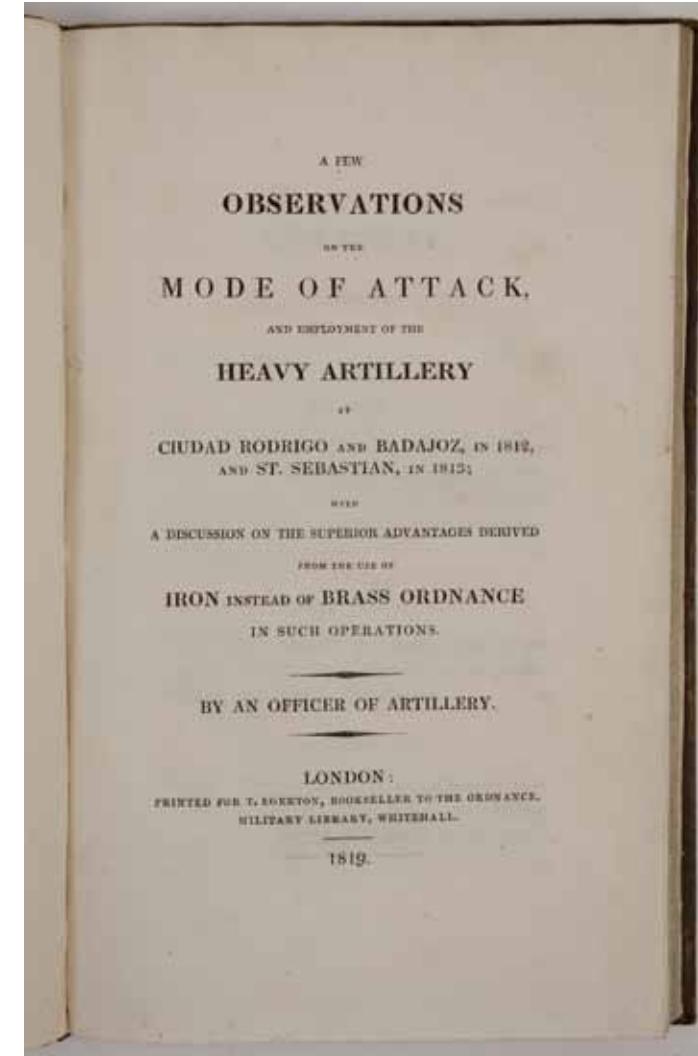 A FEW
OBSERVATIONS
ON THE
MODE OF ATTACK,
AND EMPLOYMENT OF THE
HEAVY ARTILLERY
AT
CIUDAD RODRIGO AND BADAJOZ, IN 1812,
AND ST. SEBASTIAN, IN 1813;
WITH
A DISCUSSION ON THE SUPERIOR ADVANTAGES DERIVED
FROM THE USE OF
IRON INSTEAD OF BRASS ORDNANCE
IN SUCH OPERATIONS.
BY AN OFFICER OF ARTILLERY.
LONDON:
PRINTED FOR T. EGERTON, BOOKSELLER TO THE ORDNANCE,
MILITARY LIBRARY, WHITEHALL.
1819.